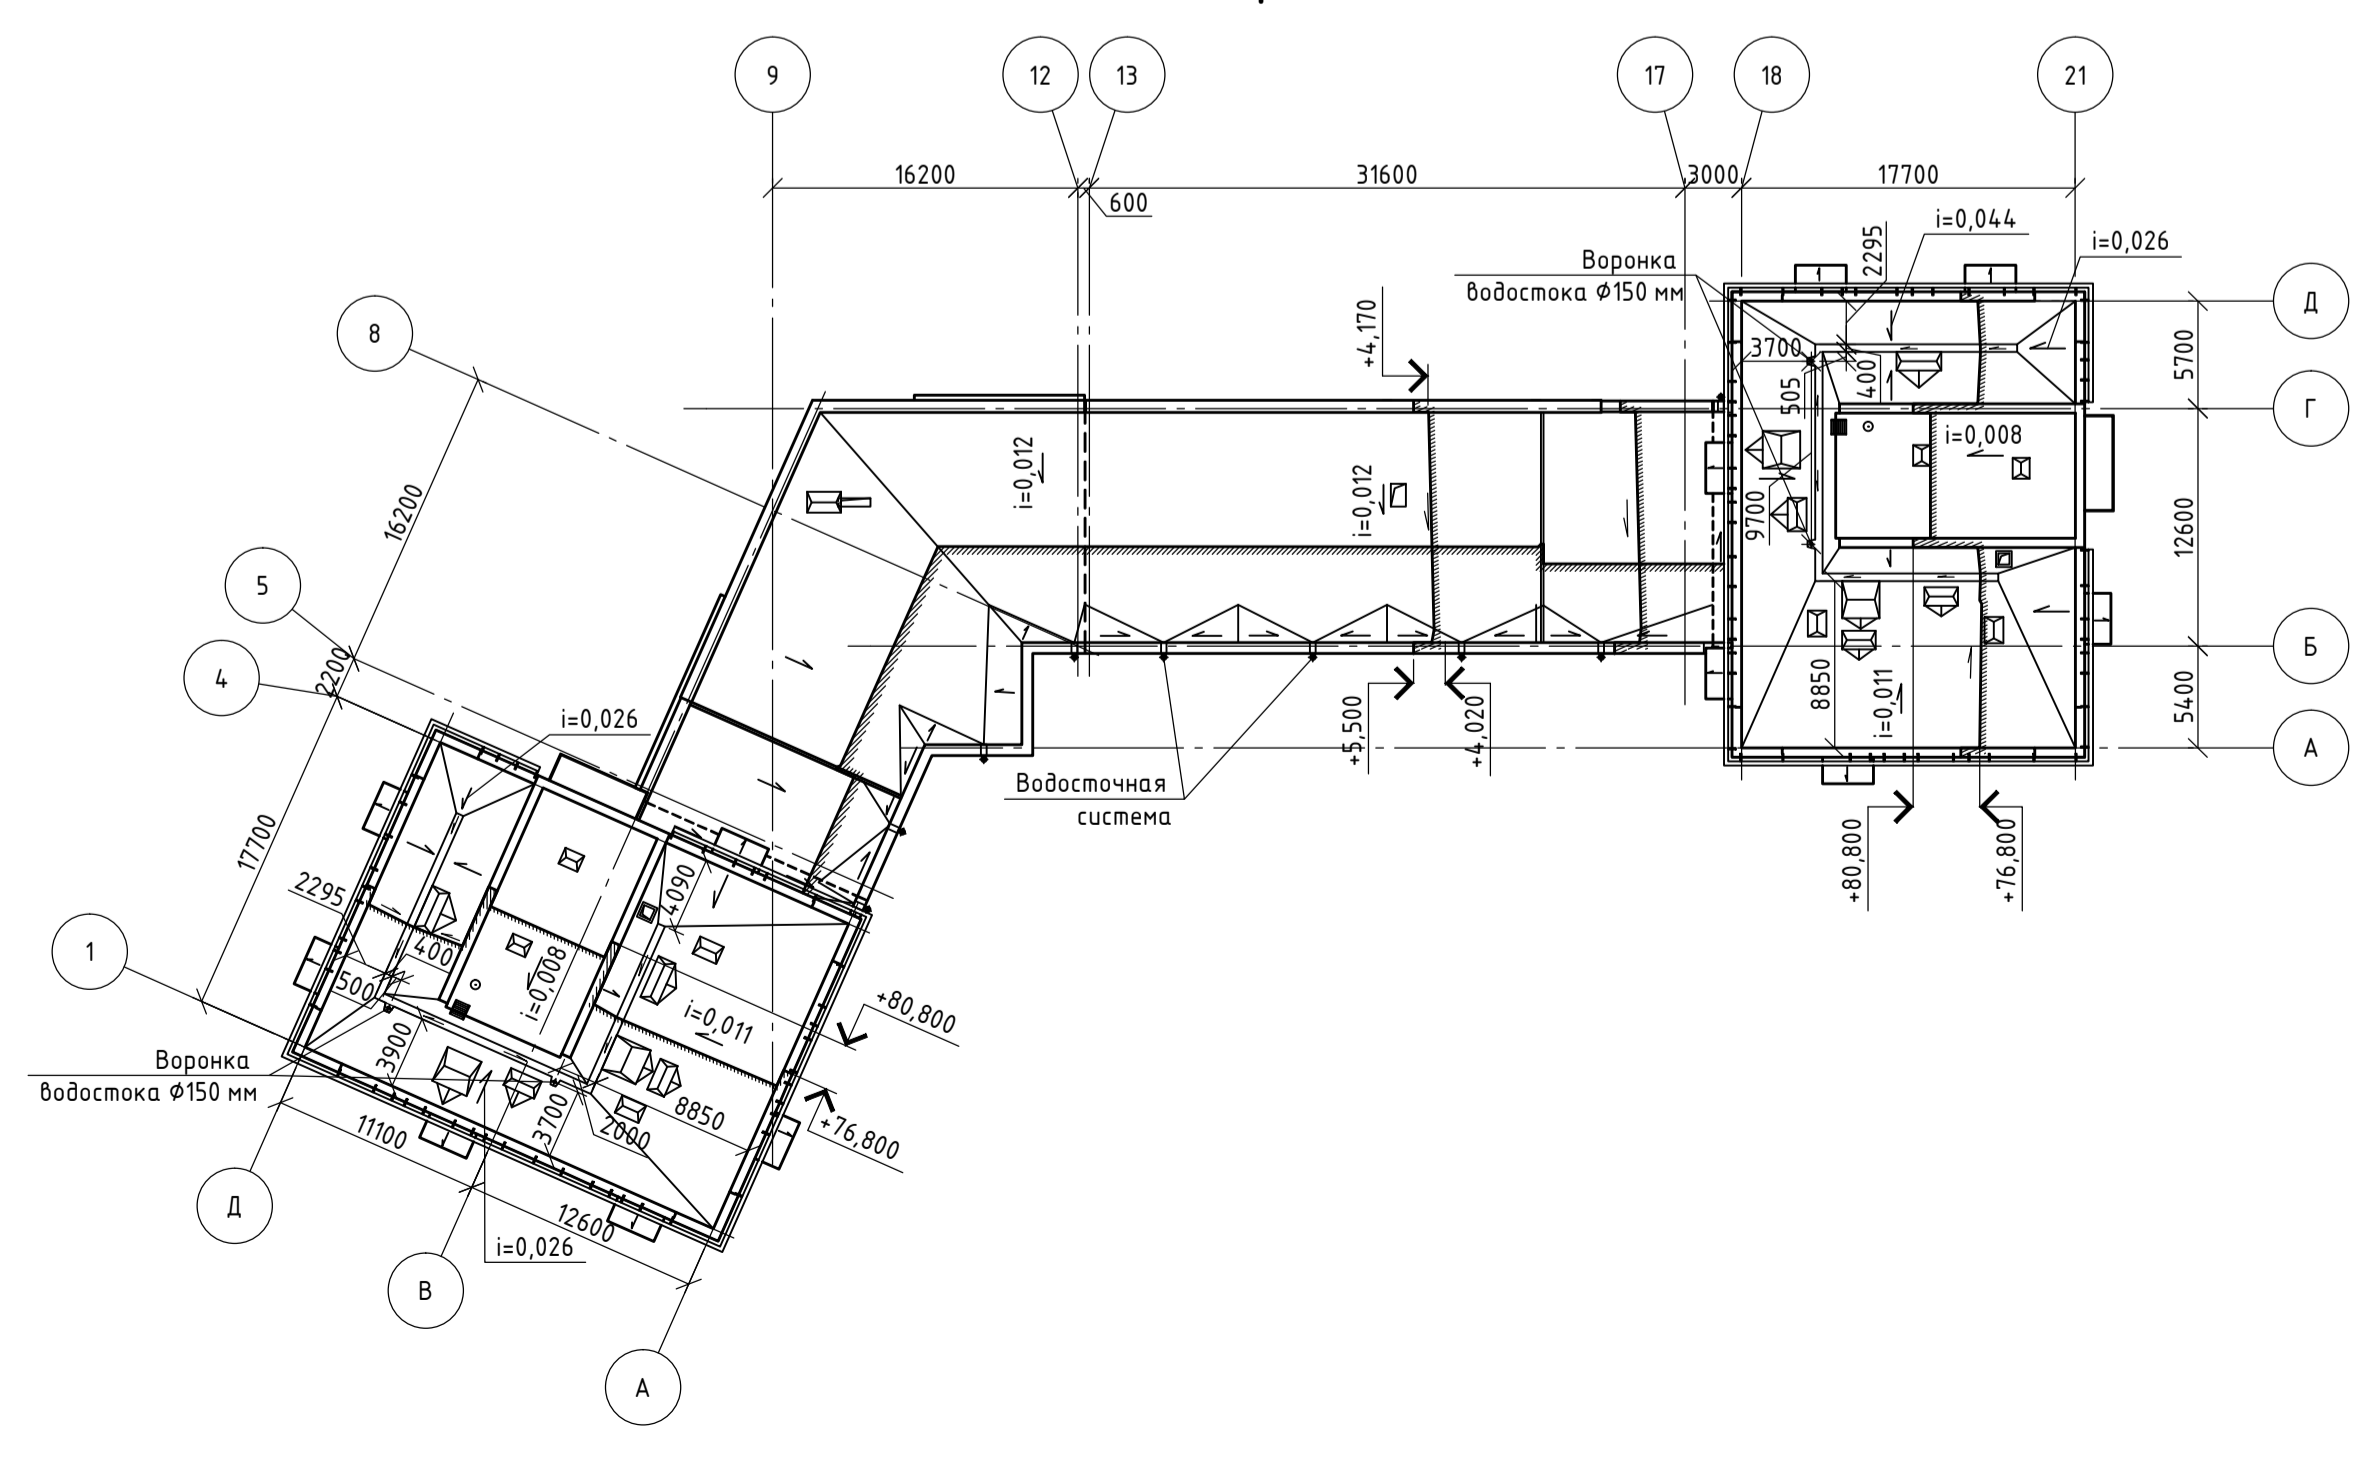 9
12
13
17
18
21
16200
600
31600
3000
17700
i=0,044
i=0,026
2295
Воронка
водостока Ø150 мм
Д
8
+4,170
3700
505
400
5700
Г
i=0,012
i=0,012
i=0,008
9700
12600
16200
5
2200
4
Б
8850
i=0,011
5400
i=0,026
+5,500
+4,020
А
Водосточная
система
17700
2295
400
500
4090
+80,800
+76,800
1
i=0,008
i=0,011
+80,800
3900
Воронка
водостока Ø150 мм
11100
3700
2000
8850
+76,800
Д
12600
i=0,026
В
А